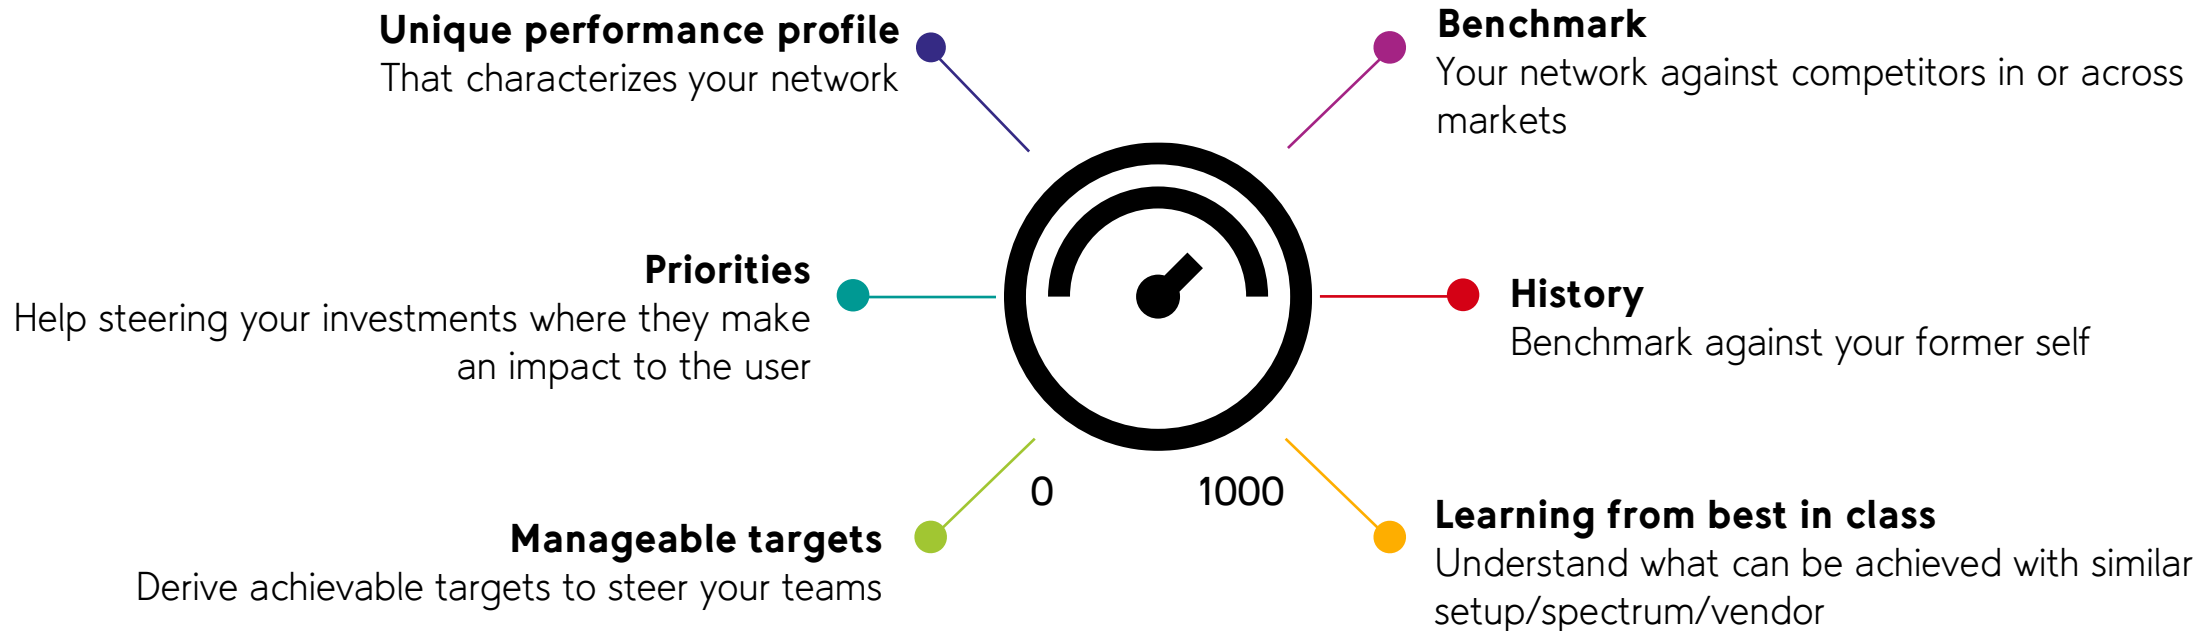 Unique performance profile
That characterizes your network
Benchmark
Your network against competitors in or across
markets
Priorities
Help steering your investments where they make
an impact to the user
History
Benchmark against your former self
0 1000
Manageable targets
Derive achievable targets to steer your teams
Learning from best in class
Understand what can be achieved with similar
setup/spectrum/vendor